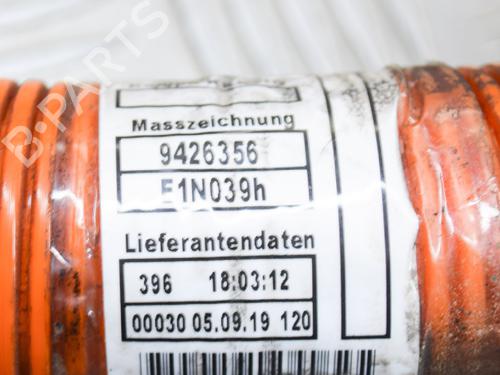 B-PARTS
Masszeichnung
9426356
E1N039h
Lieferantendaten
396 18:03:12
00030 05.09.19 120